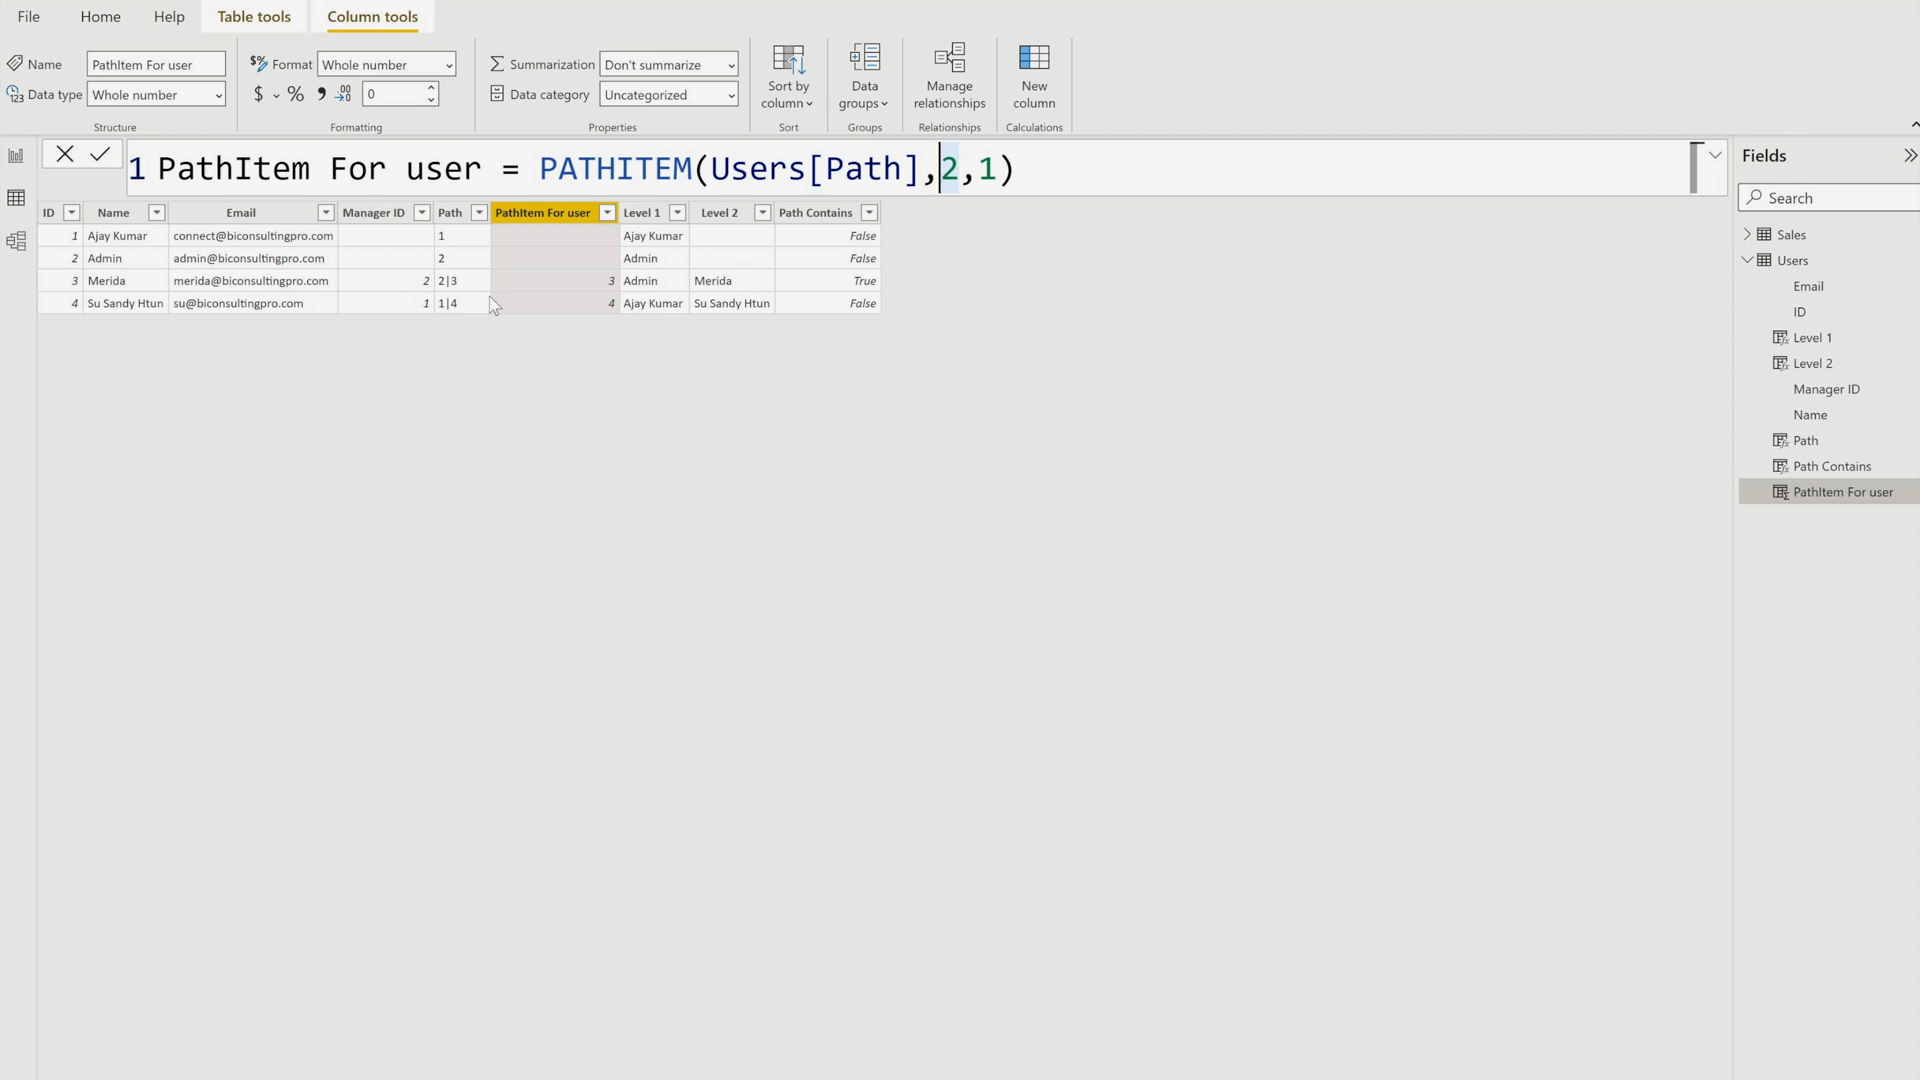 File Home Help Table tools Column tools
Name PathItem For user
Data type Whole number
Structure
$% Format Whole number
$ % 9 .00 0
Formatting
Σ Summarization Don't summarize
Data category Uncategorized
Properties
Sort by
column
Sort
Data
groups
Groups
Manage
relationships
Relationships
New
column
Calculations
1 PathItem For user = PATHITEM(Users[Path],2,1)
ID Name Email Manager ID Path PathItem For user Level 1 Level 2 Path Contains
1 Ajay Kumar connect@biconsultingpro.com 1 Ajay Kumar False
2 Admin admin@biconsultingpro.com 2 Admin False
3 Merida merida@biconsultingpro.com 2 2|3 3 Admin Merida True
4 Su Sandy Htun su@biconsultingpro.com 1 1|4 4 Ajay Kumar Su Sandy Htun False
Fields
Search
Sales
Users
Email
ID
Level 1
Level 2
Manager ID
Name
Path
Path Contains
PathItem For user